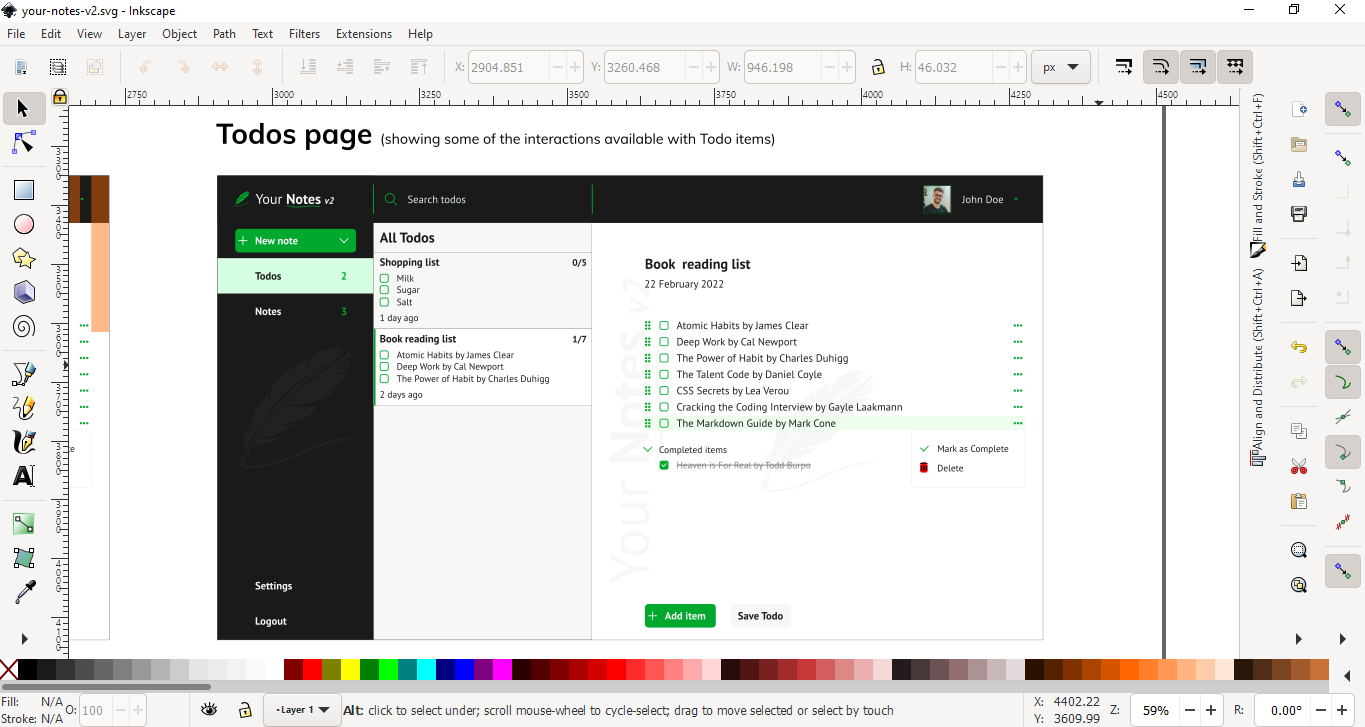 your-notes-v2.svg - Inkscape
File Edit View Layer Object Path Text Filters Extensions Help
X: 2904.851 Y: 3260.468 W: 946.198 H: 46.032 px
2750 3000 3250 3500 3750 4000 4250 4500
Todos page (showing some of the interactions available with Todo items)
Your Notes v2
Search todos
John Doe
New note
Todos 2
Notes 3
Settings
Logout
All Todos
Shopping list 0/5
Milk
Sugar
Salt
1 day ago
Book reading list 1/7
Atomic Habits by James Clear
Deep Work by Cal Newport
The Power of Habit by Charles Duhigg
2 days ago
Your Notes v2
Book reading list
22 February 2022
Atomic Habits by James Clear
Deep Work by Cal Newport
The Power of Habit by Charles Duhigg
The Talent Code by Daniel Coyle
CSS Secrets by Lea Verou
Cracking the Coding Interview by Gayle Laakmann
The Markdown Guide by Mark Cone
Completed items
Heaven is For Real by Todd Burpo
Mark as Complete
Delete
Add item
Save Todo
Fill and Stroke (Shift+Ctrl+F)
Align and Distribute (Shift+Ctrl+A)
Fill: N/A
Stroke: N/A
O: 100
Layer 1
Alt: click to select under; scroll mouse-wheel to cycle-select; drag to move selected or select by touch
X: 4402.22
Y: 3609.99
Z: 59%
R: 0.00°